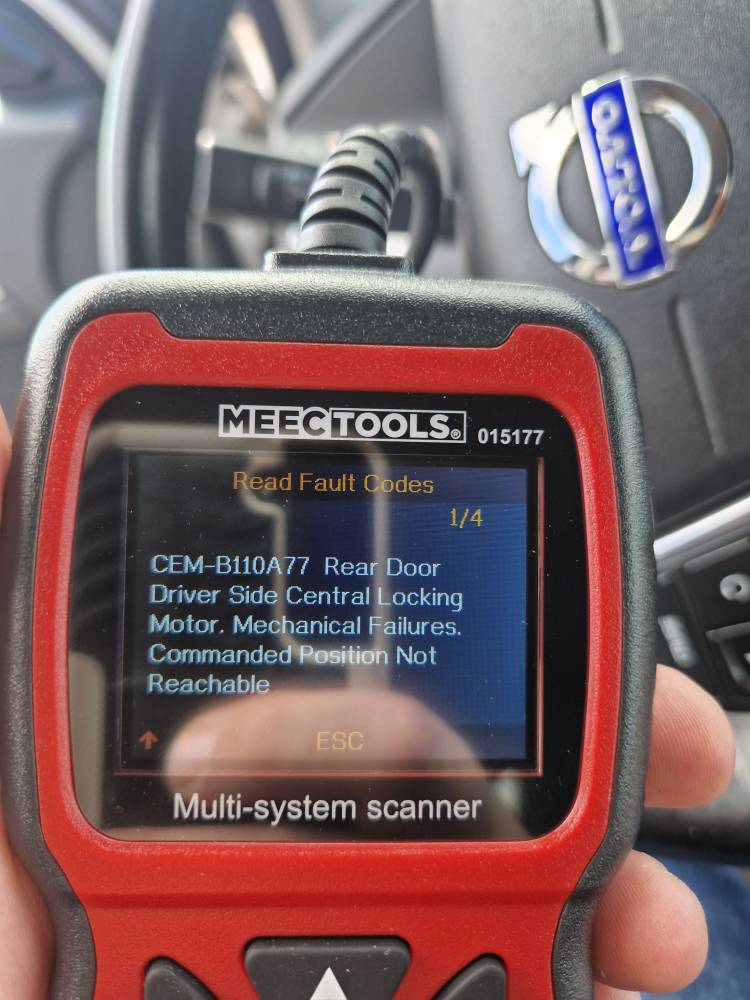 VOLVO
MEECTOOLS®
015177
Read Fault Codes
1/4
CEM-B110A77 Rear Door
Driver Side Central Locking
Motor. Mechanical Failures.
Commanded Position Not
Reachable
ESC
Multi-system scanner